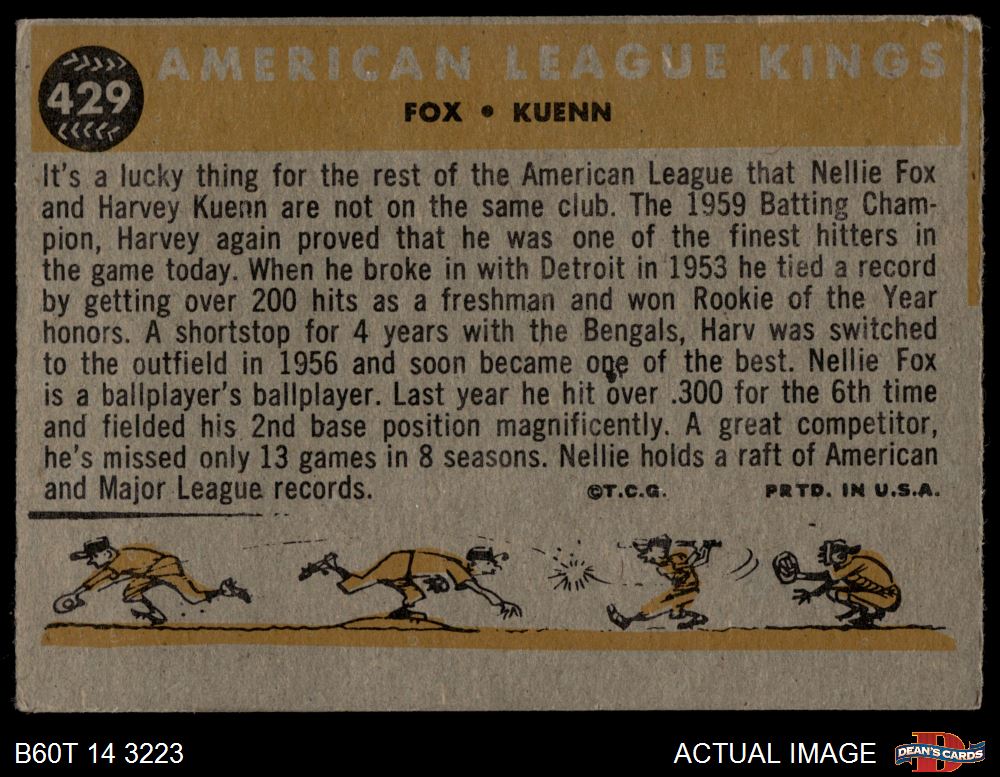 429
AMERICAN LEAGUE KINGS
FOX • KUENN
It's a lucky thing for the rest of the American League that Nellie Fox
and Harvey Kuenn are not on the same club. The 1959 Batting Cham-
pion, Harvey again proved that he was one of the finest hitters in
the game today. When he broke in with Detroit in 1953 he tied a record
by getting over 200 hits as a freshman and won Rookie of the Year
honors. A shortstop for 4 years with the Bengals, Harv was switched
to the outfield in 1956 and soon became one of the best. Nellie Fox
is a ballplayer's ballplayer. Last year he hit over .300 for the 6th time
and fielded his 2nd base position magnificently. A great competitor,
he's missed only 13 games in 8 seasons. Nellie holds a raft of American
and Major League records.
©T.C.G. PRTD. IN U.S.A.
B60T 14 3223
ACTUAL IMAGE
DEAN'S CARDS